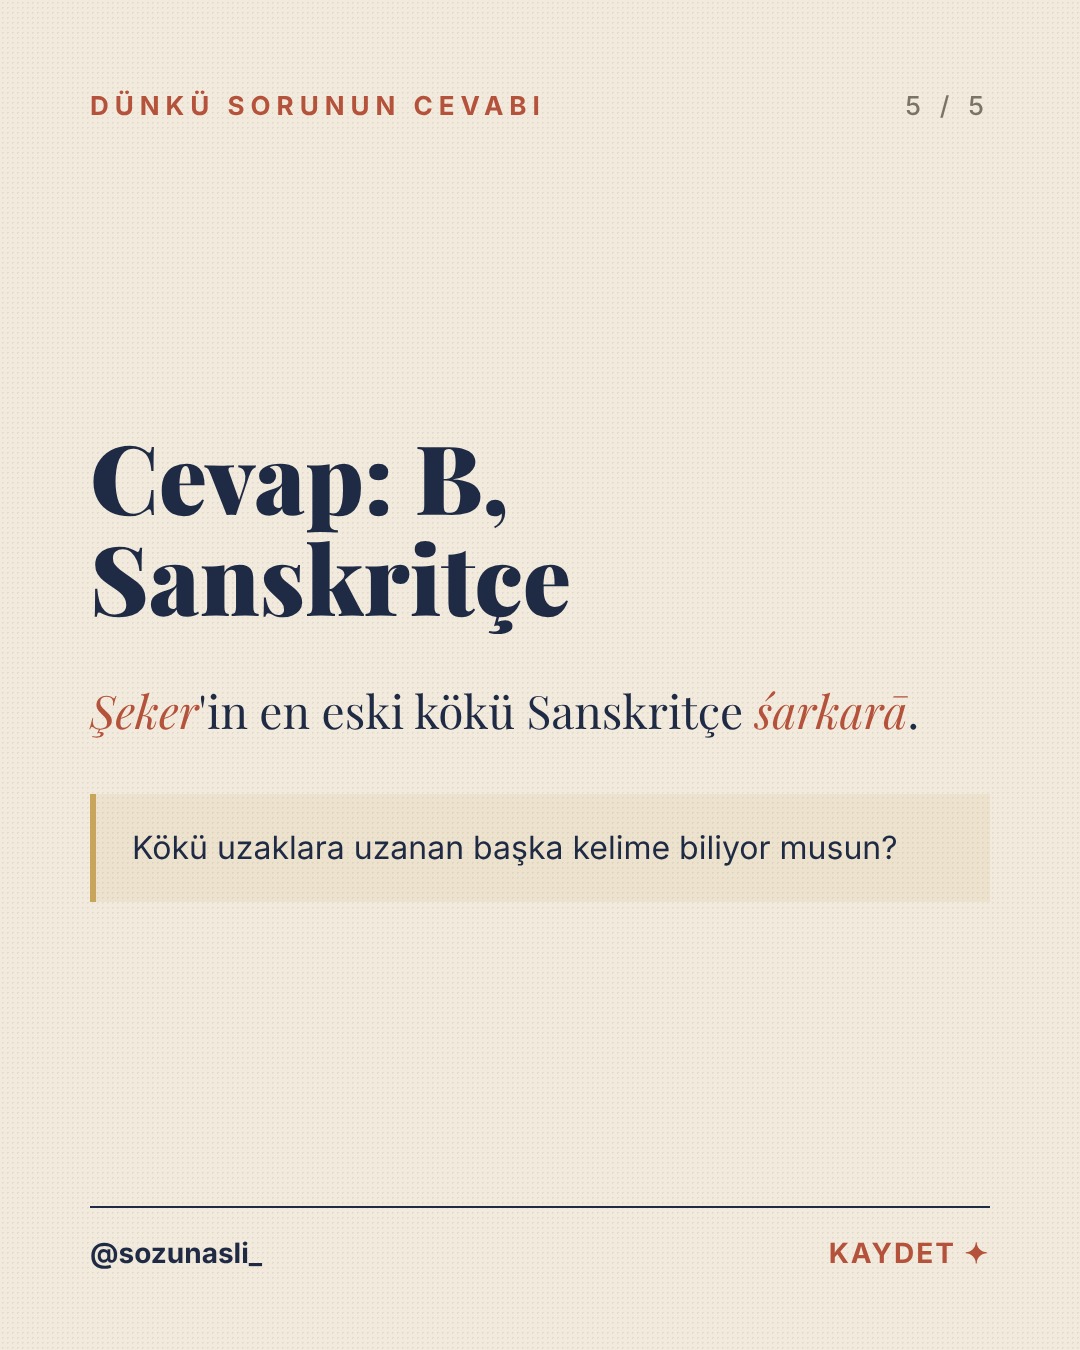 DÜNKÜ SORUNUN CEVABI
5 / 5
Cevap: B,
Sanskritçe
Şeker'in en eski kökü Sanskritçe śarkarā.
Kökü uzaklara uzanan başka kelime biliyor musun?
@sozunasli_
KAYDET ✦